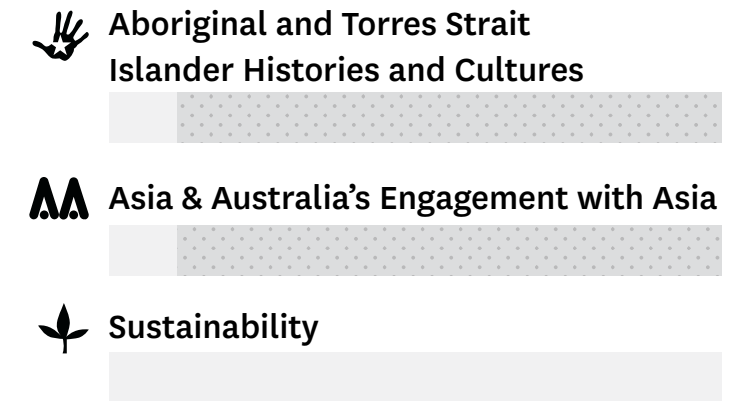 Aboriginal and Torres Strait
Islander Histories and Cultures
Asia & Australia’s Engagement with Asia
Sustainability